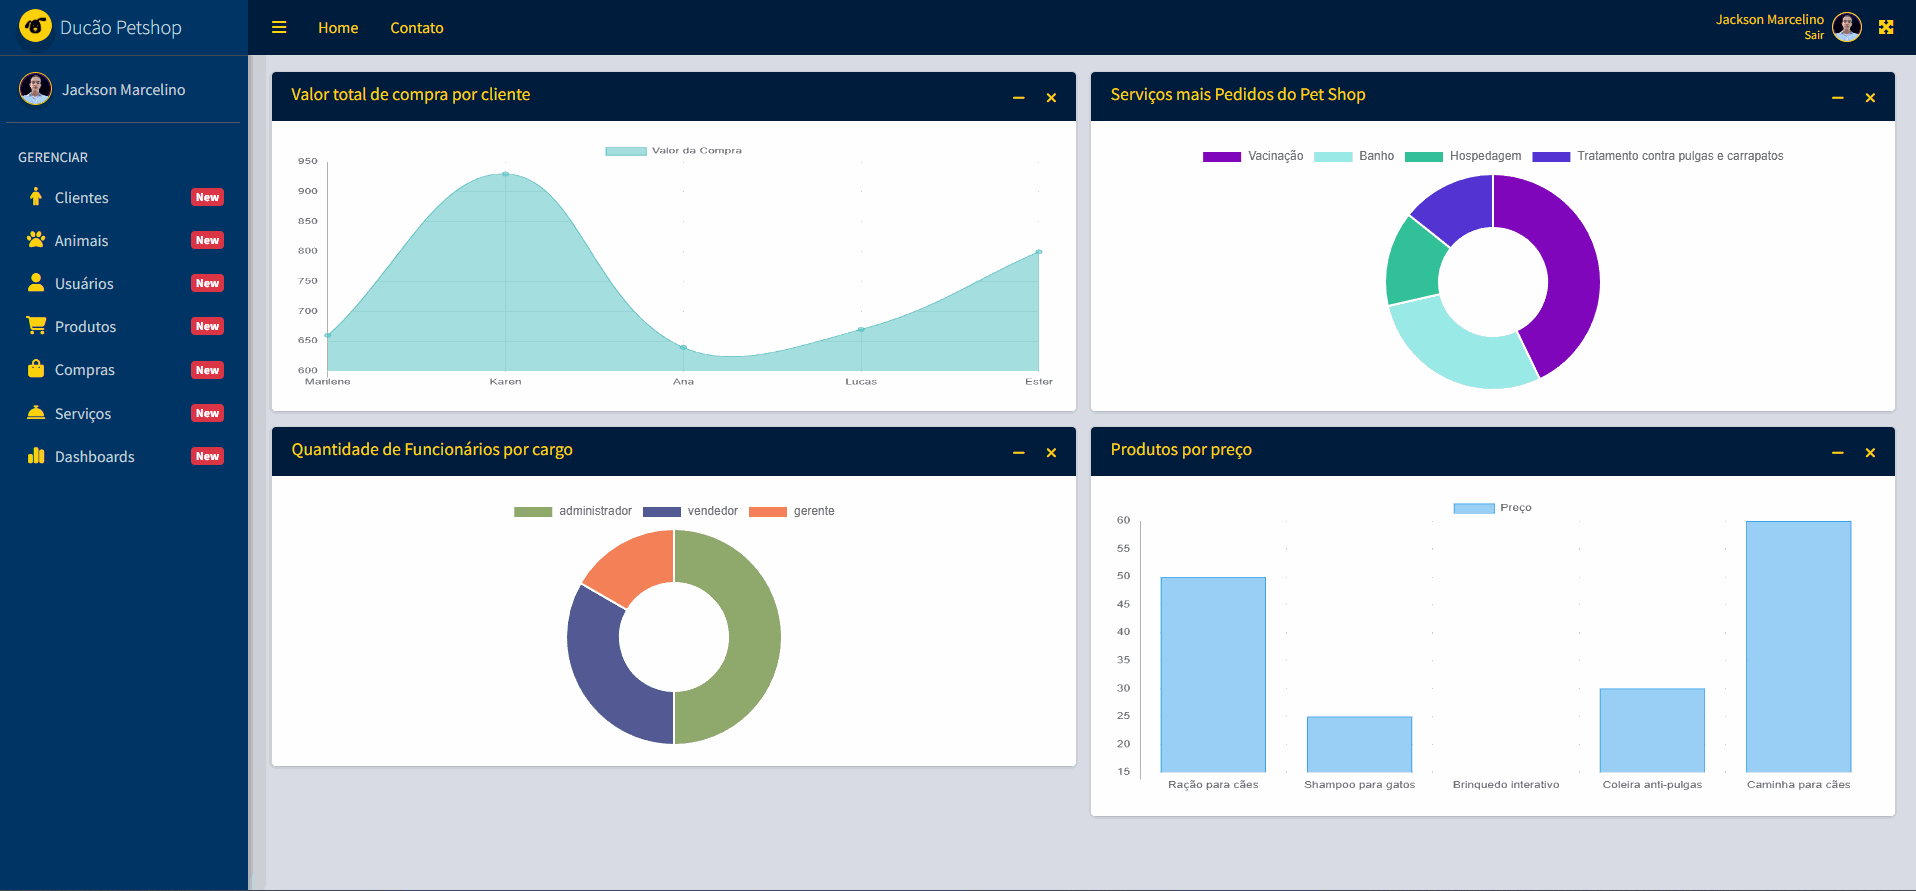 Ducão Petshop
Home
Contato
Jackson Marcelino
Sair
Jackson Marcelino
GERENCIAR
Clientes New
Animais New
Usuários New
Produtos New
Compras New
Serviços New
Dashboards New
Valor total de compra por cliente
Valor da Compra
950
900
850
800
750
700
650
600
Marilene Karen Ana Lucas Ester
Serviços mais Pedidos do Pet Shop
Vacinação Banho Hospedagem Tratamento contra pulgas e carrapatos
Quantidade de Funcionários por cargo
administrador vendedor gerente
Produtos por preço
Preço
60
55
50
45
40
35
30
25
20
15
Ração para cães Shampoo para gatos Brinquedo interativo Coleira anti-pulgas Caminha para cães